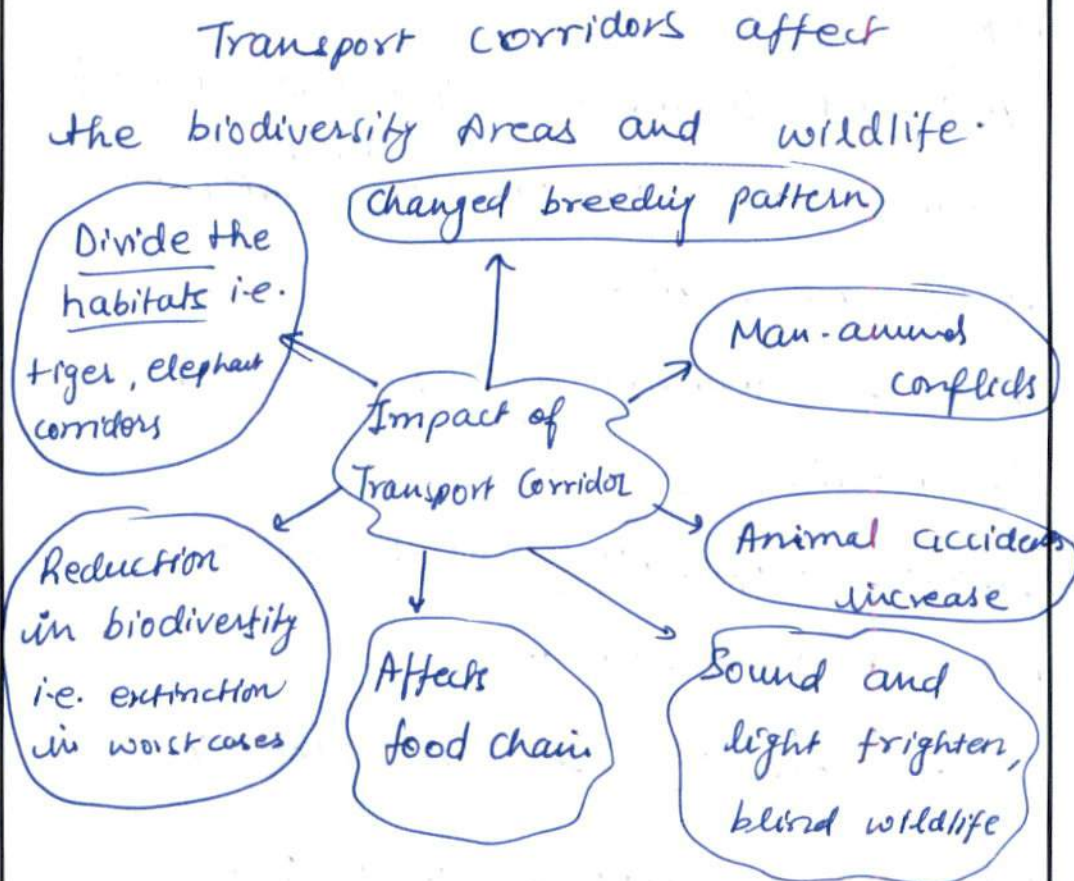 Transport corridors affect
the biodiversity Areas and wildlife.
Changed breeding pattern
Divide the
habitats i.e.
tiger, elephant
corridors
Man-animal
conflicts
Impact of
Transport Corridor
Animal accidents
increase
Reduction
in biodiversity
i.e. extinction
in worst cases
Affects
food chain.
Sound and
light frighten,
blind wildlife